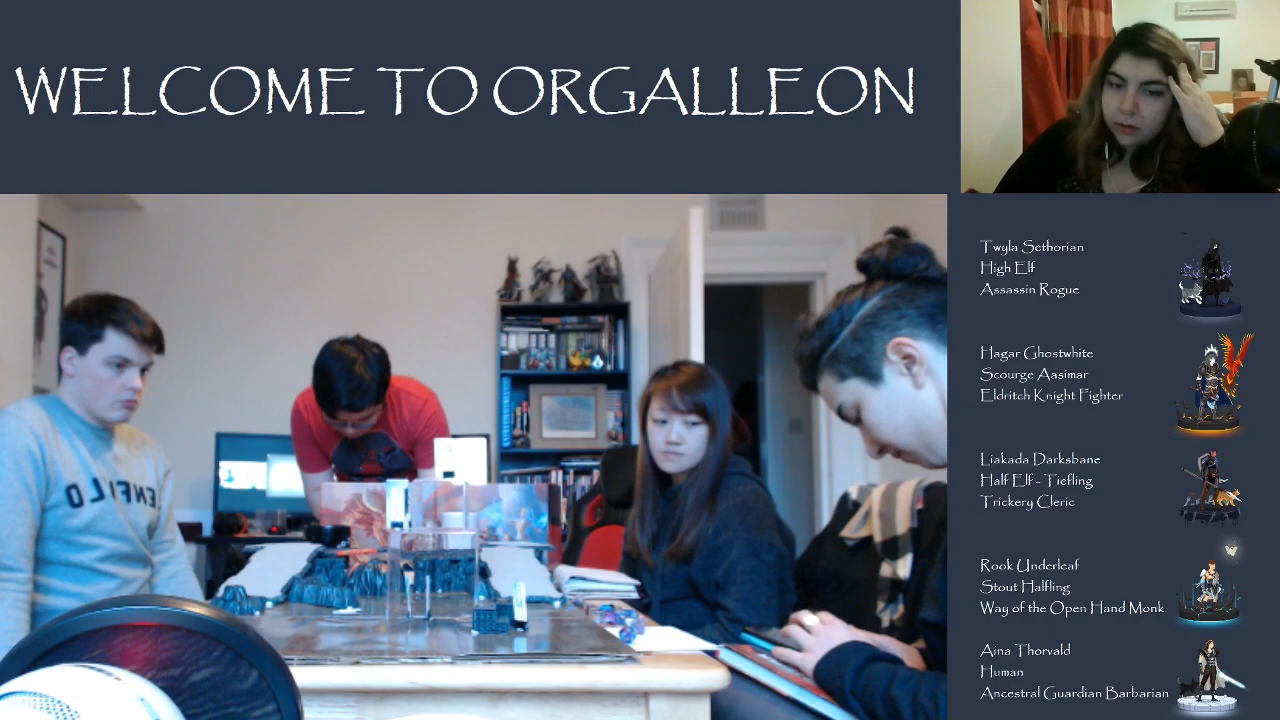 WELCOME TO ORGALLEON
Twyla Sethorian
High Elf
Assassin Rogue
Hagar Ghostwhite
Scourge Aasimar
Eldritch Knight Fighter
Liakada Darksbane
Half Elf - Tiefling
Trickery Cleric
Rook Underleaf
Stout Halfling
Way of the Open Hand Monk
Aina Thorvald
Human
Ancestral Guardian Barbarian
ENFILO